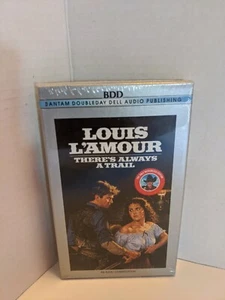 BDD
BANTAM DOUBLEDAY DELL AUDIO PUBLISHING
LOUIS
L'AMOUR
THERE'S ALWAYS
A TRAIL